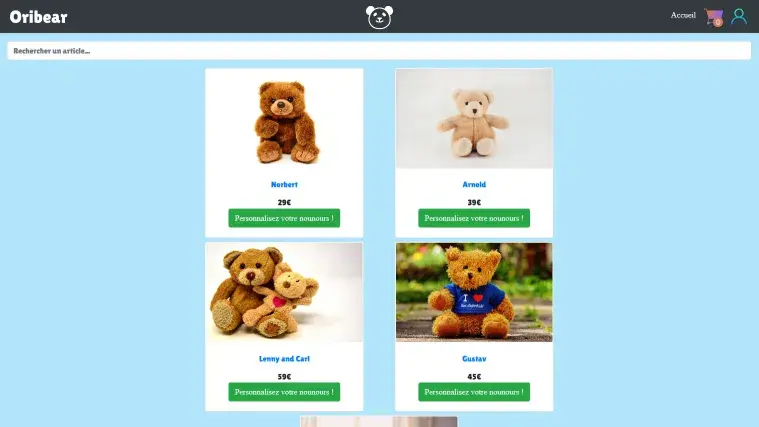 Oribear
Accueil
0
Rechercher un article...
Norbert
29€
Personnalisez votre nounours !
Arnold
39€
Personnalisez votre nounours !
I ❤
Lenny and Carl
59€
Personnalisez votre nounours !
Gustav
45€
Personnalisez votre nounours !